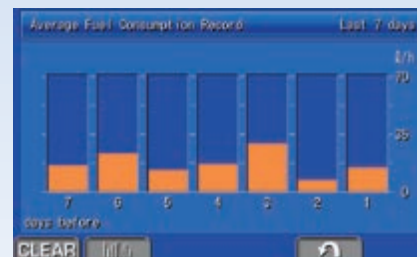 Average Fuel Consumption Record Last 7 days
ℓ/h
70
35
0
7 6 5 4 3 2 1
days before
CLEAR